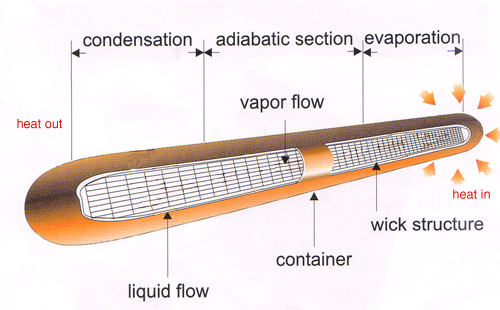 condensation
adiabatic section
evaporation
vapor flow
heat out
heat in
wick structure
container
liquid flow